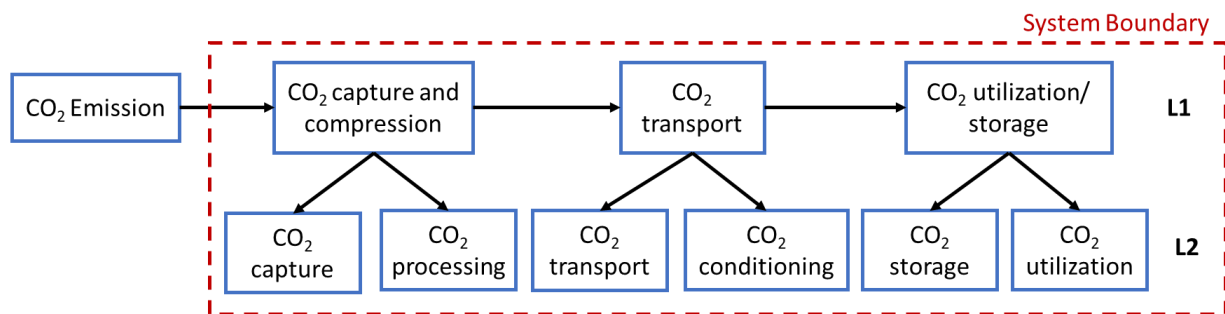 System Boundary
CO₂ Emission
CO₂ capture and
compression
CO₂
transport
CO₂ utilization/
storage
L1
CO₂
capture
CO₂
processing
CO₂
transport
CO₂
conditioning
CO₂
storage
CO₂
utilization
L2